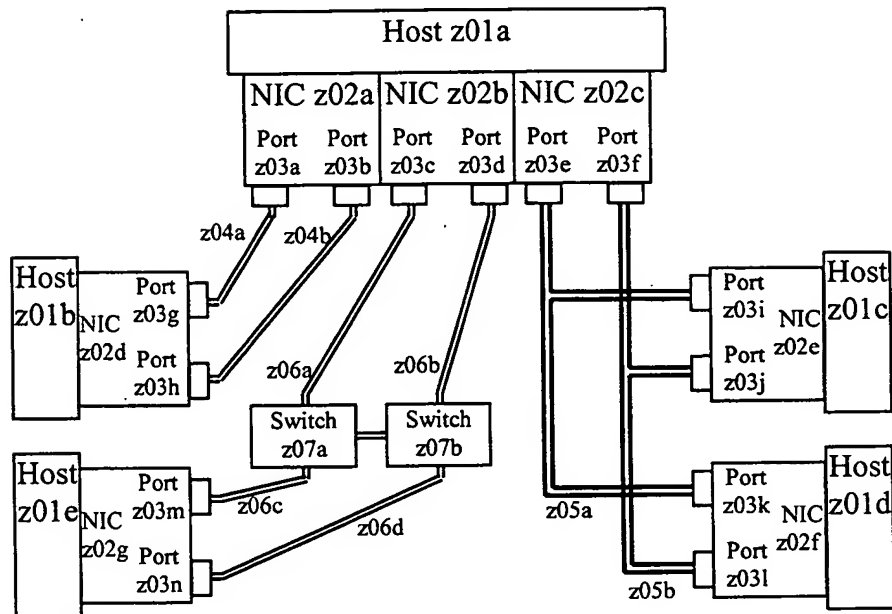 Host z01a
NIC z02a
NIC z02b
NIC z02c
Port
z03a
Port
z03b
Port
z03c
Port
z03d
Port
z03e
Port
z03f
z04a
z04b
Host
z01b
NIC
z02d
Port
z03g
Port
z03h
z06a
z06b
Switch
z07a
Switch
z07b
Host
z01c
Port
z03i
NIC
z02e
Port
z03j
Host
z01e
NIC
z02g
Port
z03m
Port
z03n
z06c
z06d
z05a
z05b
Host
z01d
Port
z03k
NIC
z02f
Port
z03l